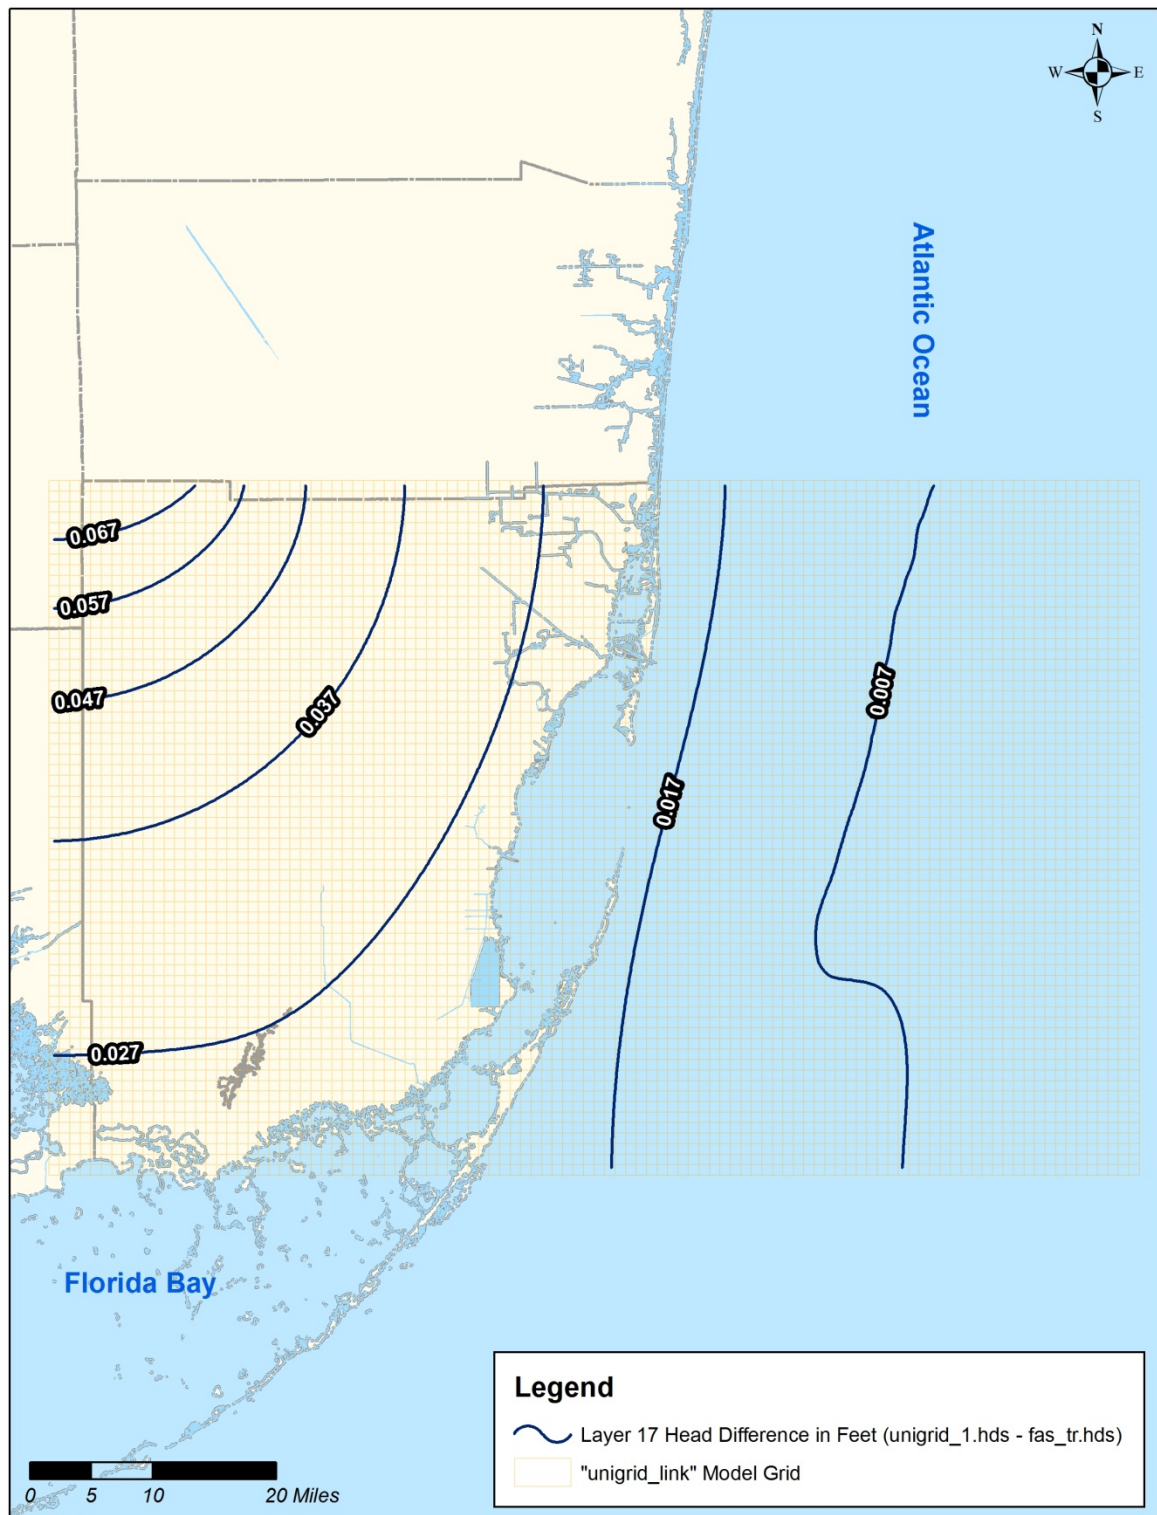 N
W E
S
Atlantic Ocean
0.067
0.057
0.047
0.037
0.007
0.017
0.027
Florida Bay
Legend
Layer 17 Head Difference in Feet (unigrid_1.hds - fas_tr.hds)
"unigrid_link" Model Grid
0 5 10 20 Miles